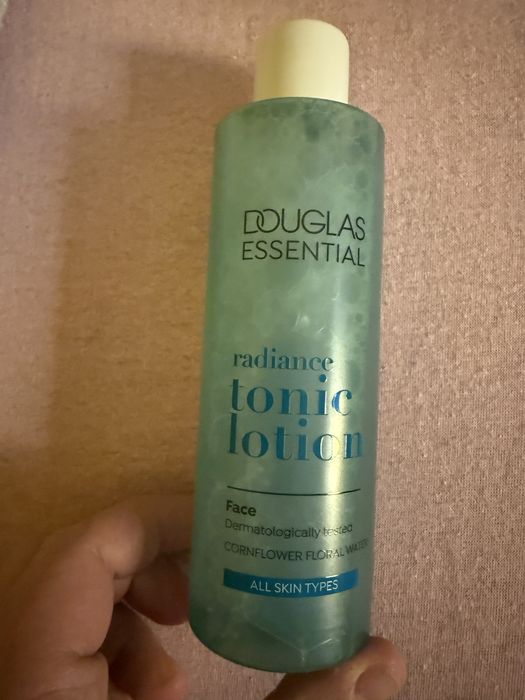 DOUGLAS
ESSENTIAL
radiance
tonic
lotion
Face
Dermatologically tested
CORNFLOWER FLORAL WATER
ALL SKIN TYPES